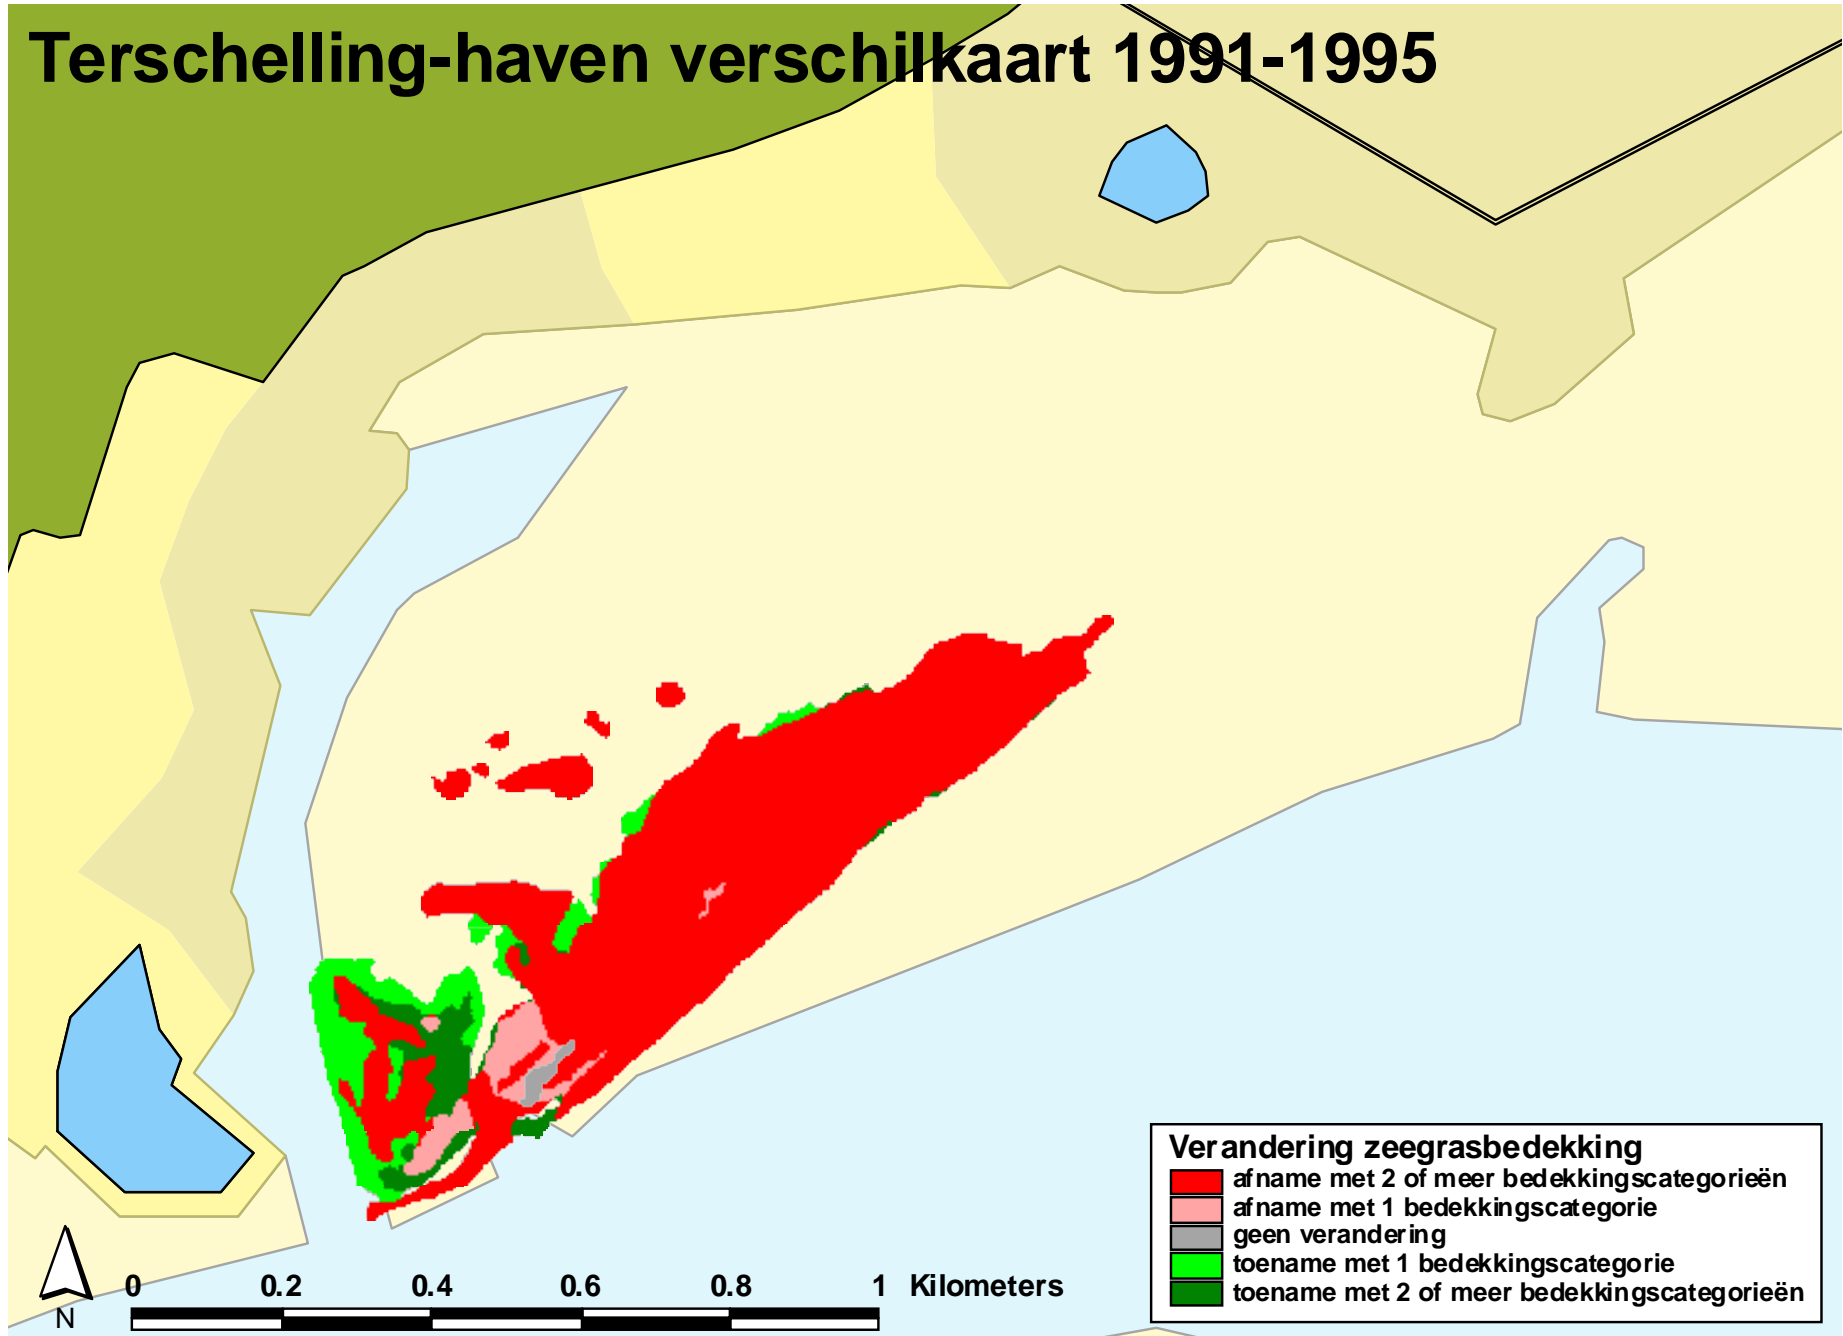 Terschelling-haven verschilkaart 1991-1995
Verandering zeegrasbedekking
afname met 2 of meer bedekkingscategorieën
afname met 1 bedekkingscategorie
geen verandering
toename met 1 bedekkingscategorie
toename met 2 of meer bedekkingscategorieën
0 0.2 0.4 0.6 0.8 1 Kilometers
N